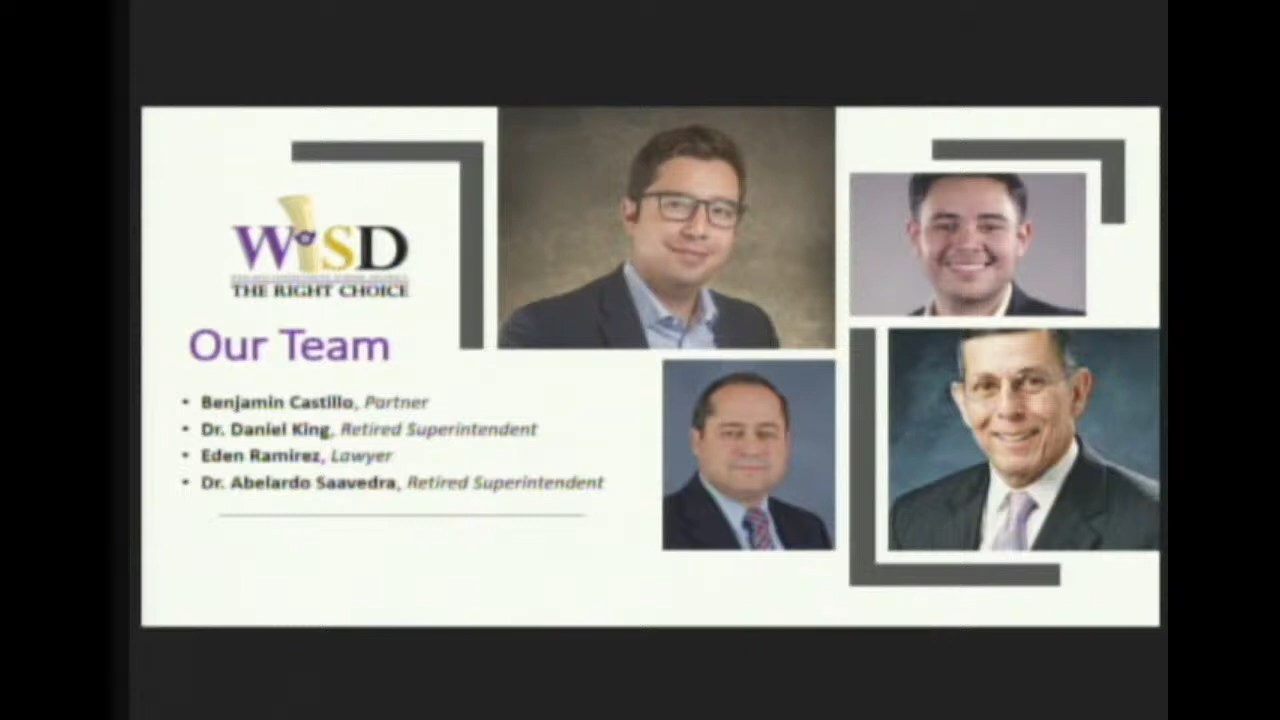 WISD
THE RIGHT CHOICE
Our Team
• Benjamin Castillo, Partner
• Dr. Daniel King, Retired Superintendent
• Eden Ramirez, Lawyer
• Dr. Abelardo Saavedra, Retired Superintendent